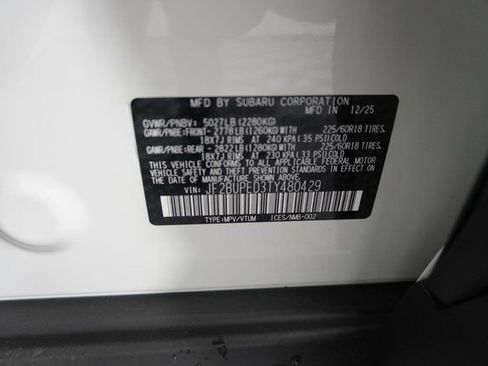 MFD BY SUBARU CORPORATION
MFD IN 12/25
GVWR/PNBV: 5027LB(2280KG)
GAWR/PNBE:FRONT-2778LB(1260KG)WITH 225/60R18 TIRES,
18X7J RIMS AT 240 KPA(35 PSI)COLD
GAWR/PNBE:REAR -2822LB(1280KG)WITH 225/60R18 TIRES,
18X7J RIMS AT 230 KPA(33 PSI)COLD
THIS VEHICLE CONFORMS TO ALL APPLICABLE FEDERAL MOTOR
VEHICLE SAFETY AND THEFT PREVENTION STANDARDS IN EFFECT
ON THE DATE OF MANUFACTURE SHOWN ABOVE.
VIN: JF2BUPED3TY480429
TYPE:MPV/VTUM ICES/NMB-002